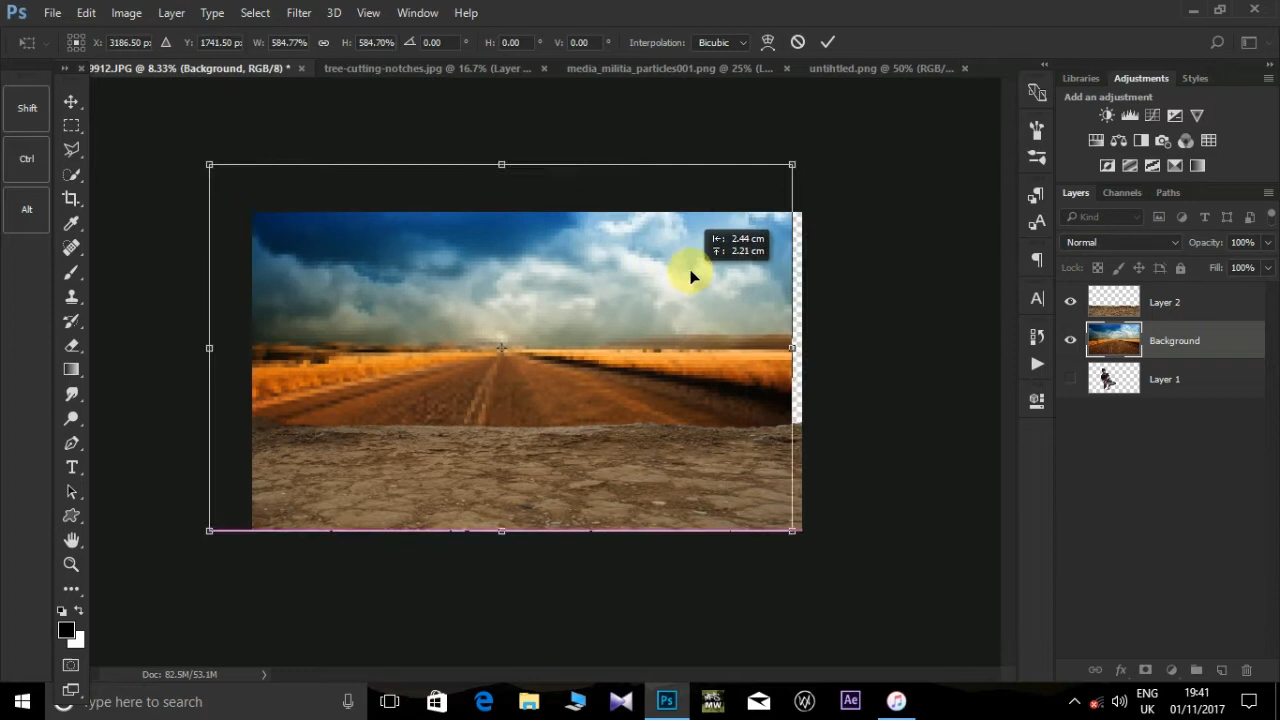 Ps File Edit Image Layer Type Select Filter 3D View Window Help
X: 3186.50 px Y: 1741.50 px W: 584.77% H: 584.70% 0.00 ° H: 0.00 ° V: 0.00 ° Interpolation: Bicubic
9912.JPG @ 8.33% (Background, RGB/8) * × tree-cutting-notches.jpg @ 16.7% (Layer ... × media_militia_particles001.png @ 25% (L... × untihtled.png @ 50% (RGB/... ×
Shift
Ctrl
Alt
2.44 cm
2.21 cm
Libraries Adjustments Styles
Add an adjustment
Layers Channels Paths
Kind
Normal Opacity: 100%
Lock: Fill: 100%
Layer 2
Background
Layer 1
Doc: 82.5M/53.1M
Type here to search
Ps MW W Ae
ENG
UK
19:41
01/11/2017